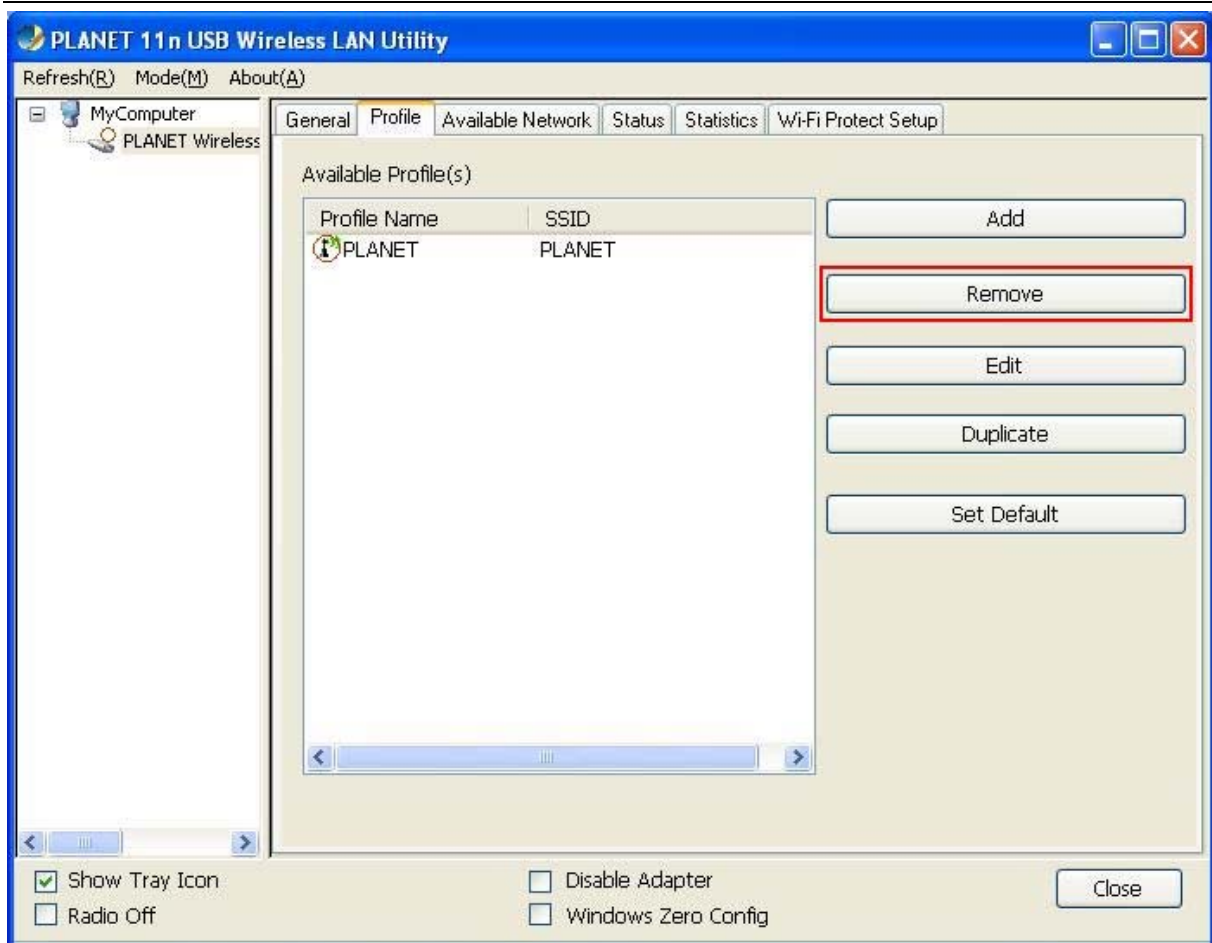 PLANET 11n USB Wireless LAN Utility
Refresh(R) Mode(M) About(A)
MyComputer
PLANET Wireless
General Profile Available Network Status Statistics Wi-Fi Protect Setup
Available Profile(s)
Profile Name SSID
PLANET PLANET
Add
Remove
Edit
Duplicate
Set Default
Show Tray Icon
Radio Off
Disable Adapter
Windows Zero Config
Close